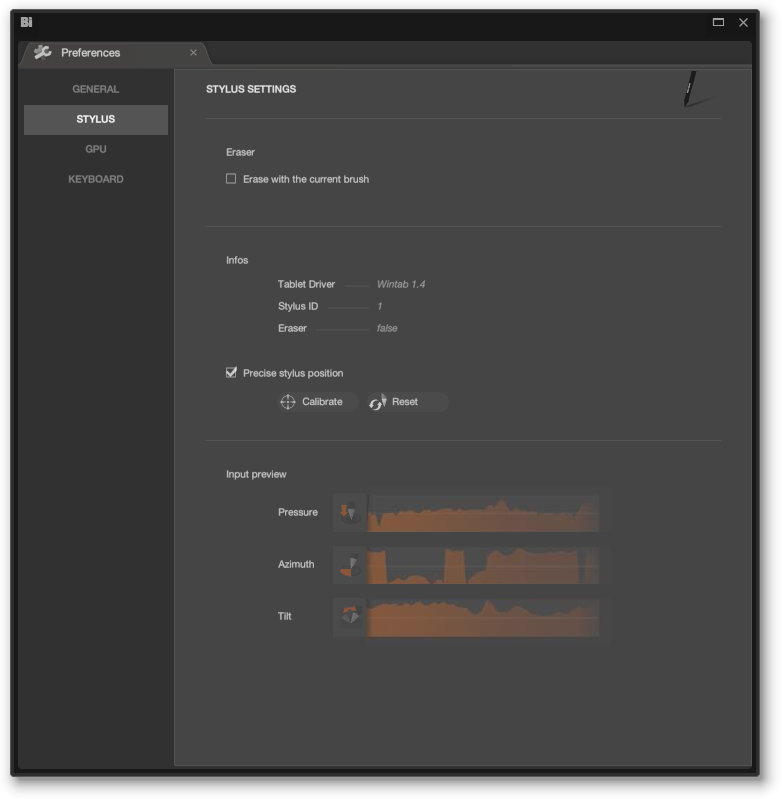 Bi
Preferences
GENERAL
STYLUS
GPU
KEYBOARD
STYLUS SETTINGS
Eraser
Erase with the current brush
Infos
Tablet Driver Wintab 1.4
Stylus ID 1
Eraser false
Precise stylus position
Calibrate Reset
Input preview
Pressure
Azimuth
Tilt